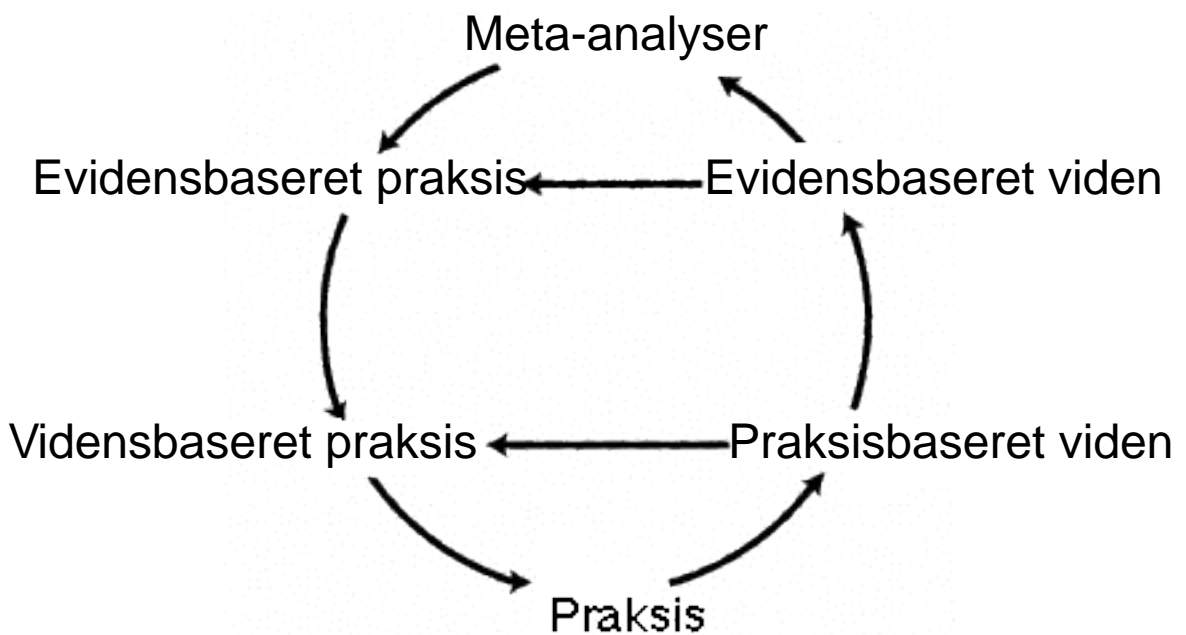 Meta-analyser
Evidensbaseret praksis
Evidensbaseret viden
Vidensbaseret praksis
Praksisbaseret viden
Praksis